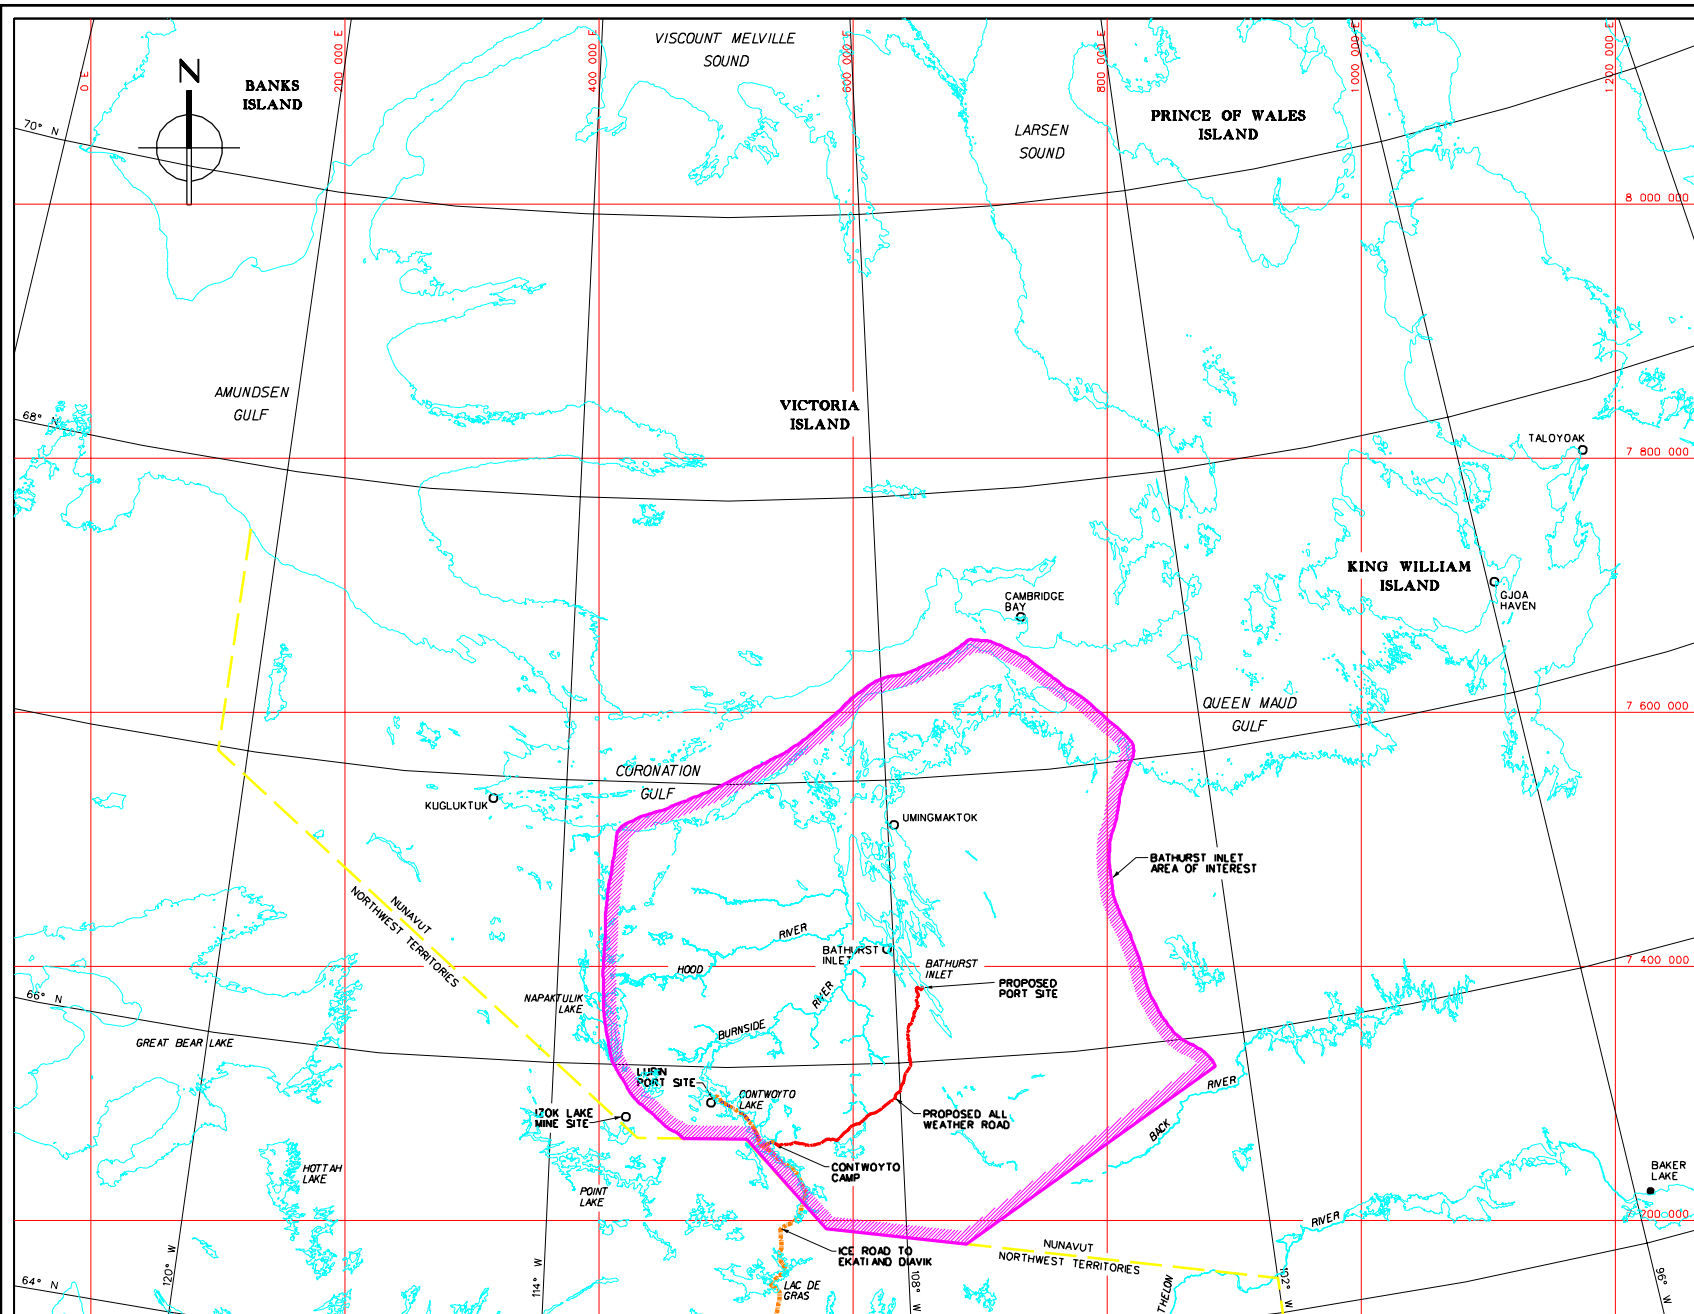 VISCOUNT MELVILLE
SOUND
0 E
200 000 E
400 000 E
600 000 E
800 000 E
1 000 000 E
1 200 000 E
N
BANKS
ISLAND
70° N
LARSEN
SOUND
PRINCE OF WALES
ISLAND
8 000 000
AMUNDSEN
GULF
68° N
VICTORIA
ISLAND
TALOYOAK
7 800 000
KING WILLIAM
ISLAND
GJOA
HAVEN
CAMBRIDGE
BAY
QUEEN MAUD
GULF
7 600 000
CORONATION
GULF
KUGLUKTUK
UMINGMAKTOK
BATHURST INLET
AREA OF INTEREST
NUNAVUT
NORTHWEST TERRITORIES
RIVER
HOOD
BATHURST
INLET
BATHURST
INLET
7 400 000
PROPOSED
PORT SITE
66° N
NAPAKTULIK
LAKE
RIVER
BURNSIDE
GREAT BEAR LAKE
LUPIN
PORT SITE
CONTWOYTO
LAKE
RIVER
BACK
IZOK LAKE
MINE SITE
PROPOSED ALL
WEATHER ROAD
HOTTAH
LAKE
CONTWOYTO
CAMP
BAKER
LAKE
POINT
LAKE
7 200 000
RIVER
ICE ROAD TO
EKATI AND DIAVIK
NUNAVUT
NORTHWEST TERRITORIES
64° N
120° W
114° W
LAC DE
GRAS
108° W
THELON
102° W
96° W